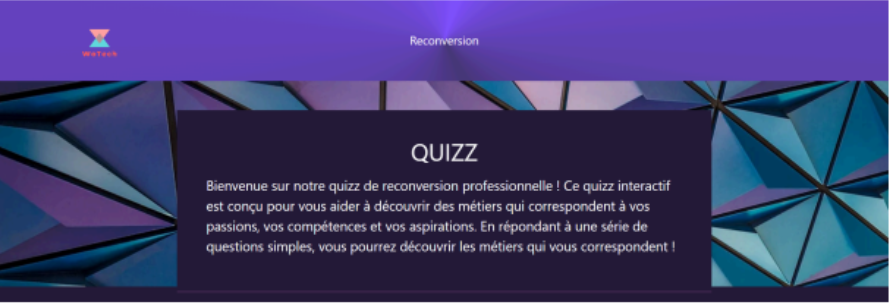 WeTech
Reconversion
QUIZZ
Bienvenue sur notre quizz de reconversion professionnelle ! Ce quizz interactif
est conçu pour vous aider à découvrir des métiers qui correspondent à vos
passions, vos compétences et vos aspirations. En répondant à une série de
questions simples, vous pourrez découvrir les métiers qui vous correspondent !